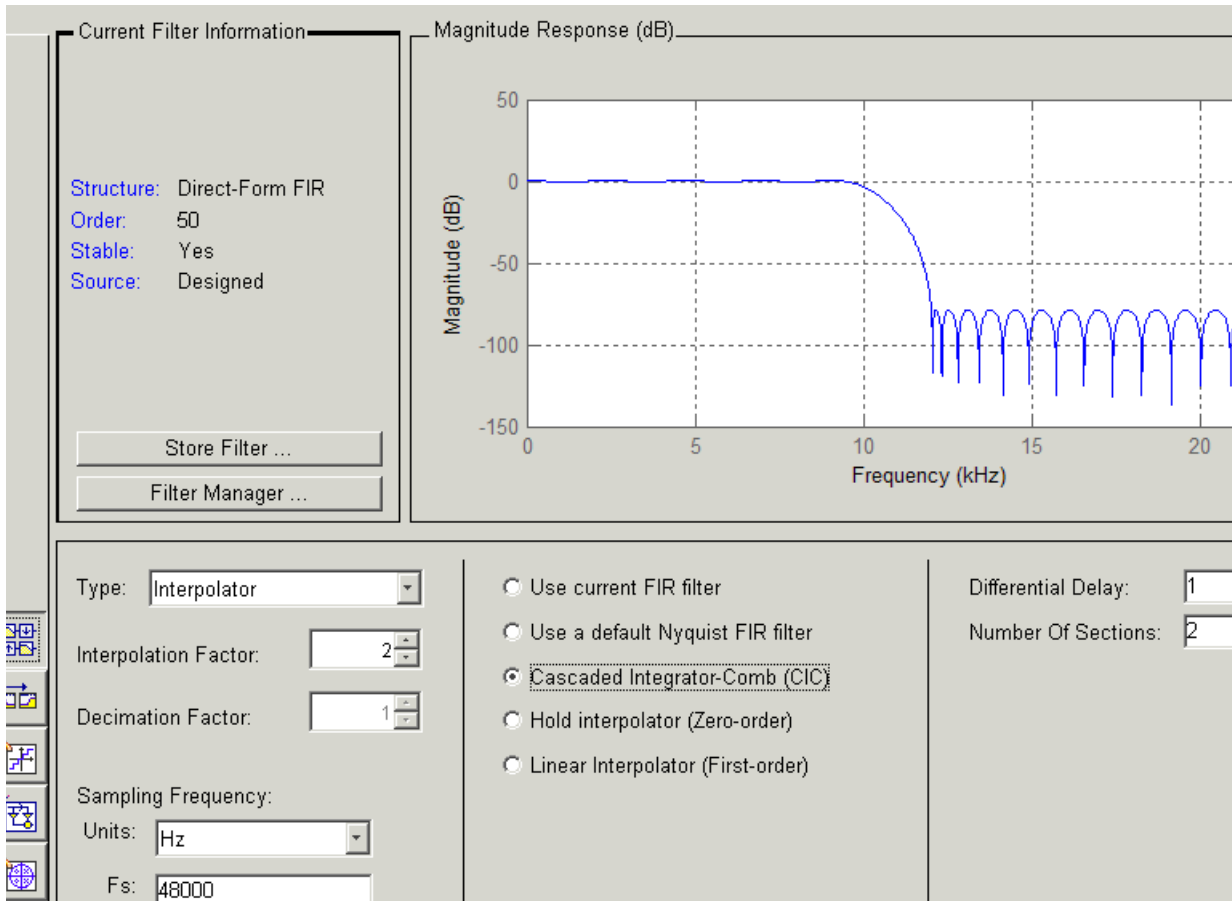 Current Filter Information
Structure: Direct-Form FIR
Order: 50
Stable: Yes
Source: Designed
Store Filter ...
Filter Manager ...
Magnitude Response (dB)
50
0
-50
-100
-150
Magnitude (dB)
0 5 10 15 20
Frequency (kHz)
Type: Interpolator
Interpolation Factor: 2
Decimation Factor: 1
Sampling Frequency:
Units: Hz
Fs: 48000
Use current FIR filter
Use a default Nyquist FIR filter
Cascaded Integrator-Comb (CIC)
Hold interpolator (Zero-order)
Linear Interpolator (First-order)
Differential Delay: 1
Number Of Sections: 2